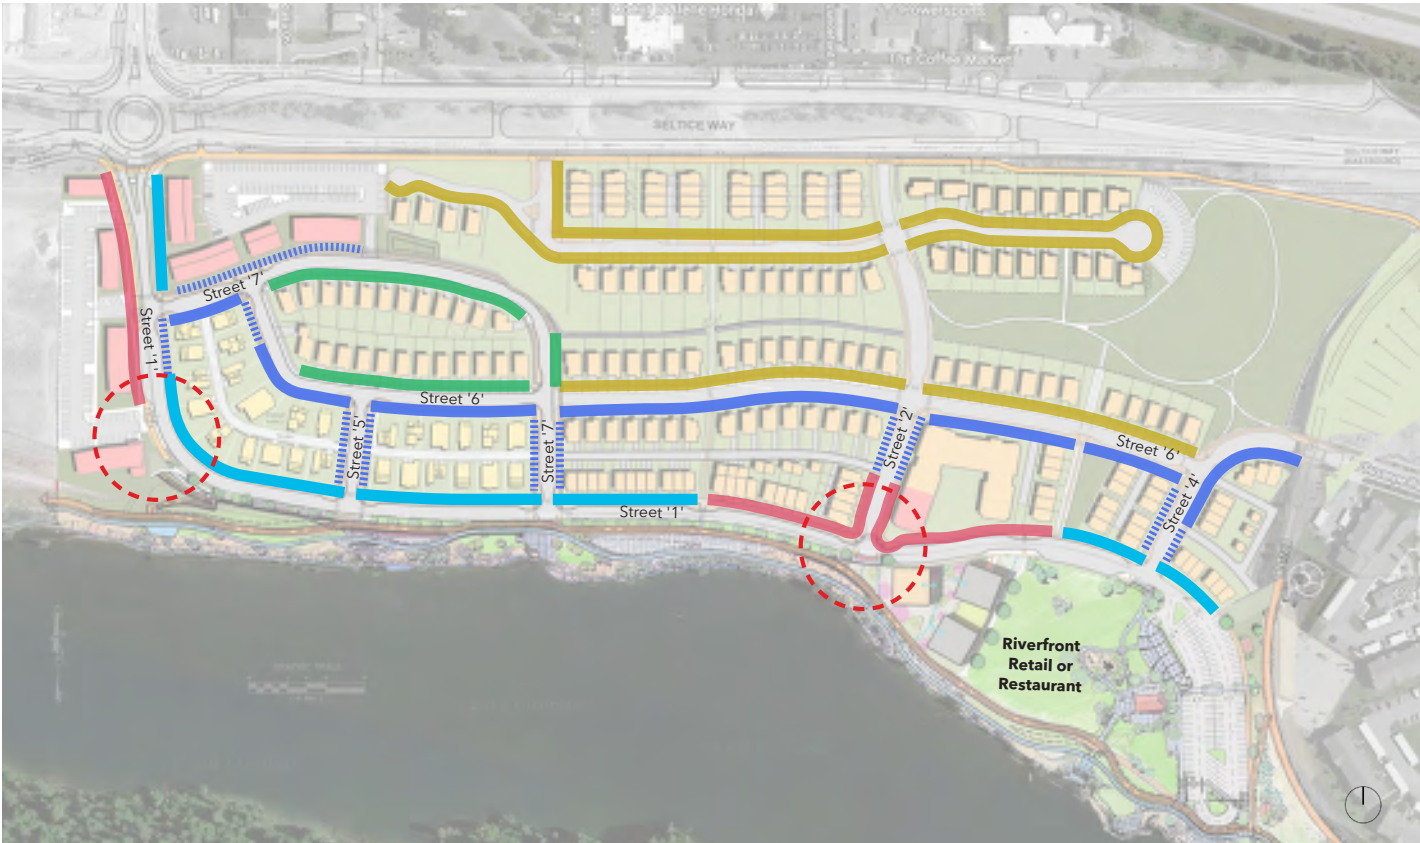 SELTICE WAY
Street '7'
Street '1'
Street '6'
Street '5'
Street '7'
Street '2'
Street '6'
Street '4'
Street '1'
Riverfront
Retail or
Restaurant
The Coffee Market